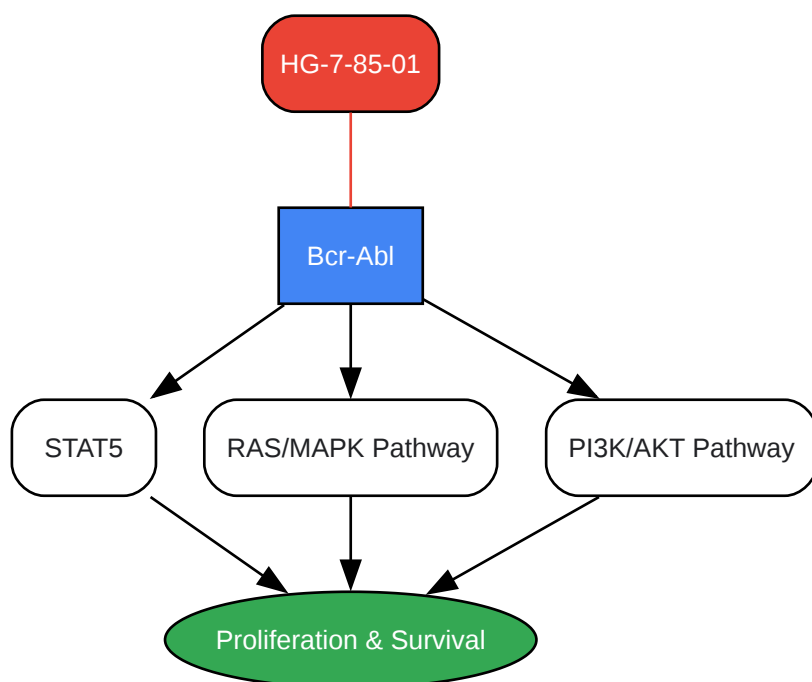 HG-7-85-01
Bcr-Abl
STAT5
RAS/MAPK Pathway
PI3K/AKT Pathway
Proliferation & Survival